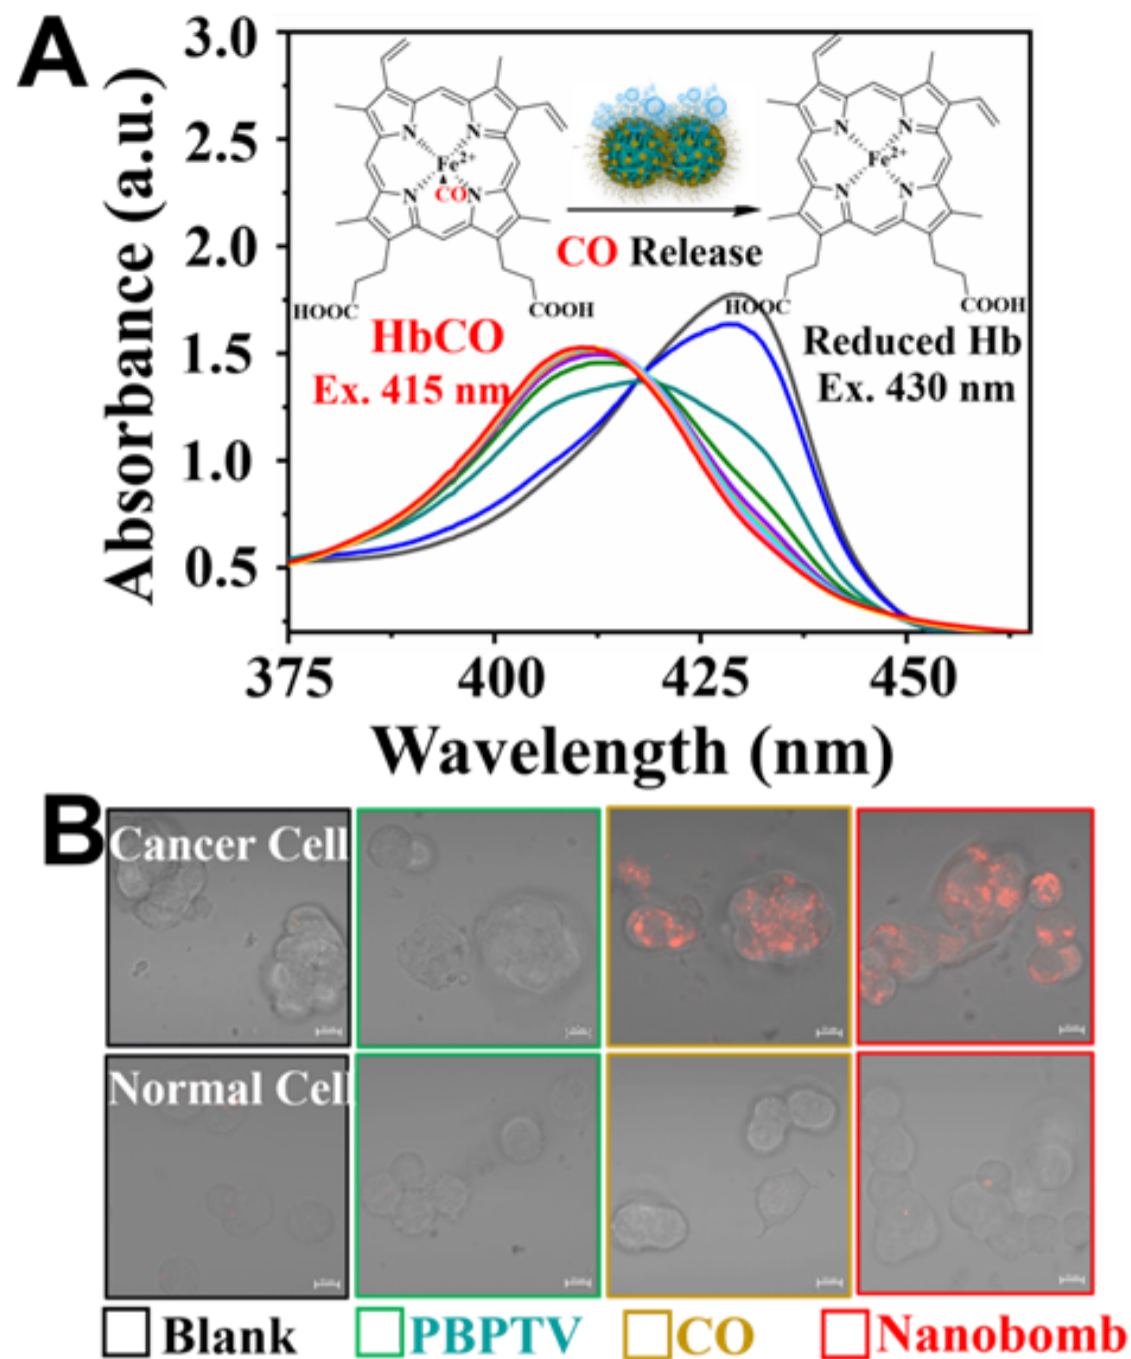 A
3.0
2.5
2.0
1.5
1.0
0.5
Absorbance (a.u.)
N
N
Fe2+
CO
N
N
HOOC
COOH
HbCO
Ex. 415 nm
CO Release
N
N
Fe2+
N
N
HOOC
COOH
Reduced Hb
Ex. 430 nm
375 400 425 450
Wavelength (nm)
B
Cancer Cell
Normal Cell
Blank
PBPTV
CO
Nanobomb